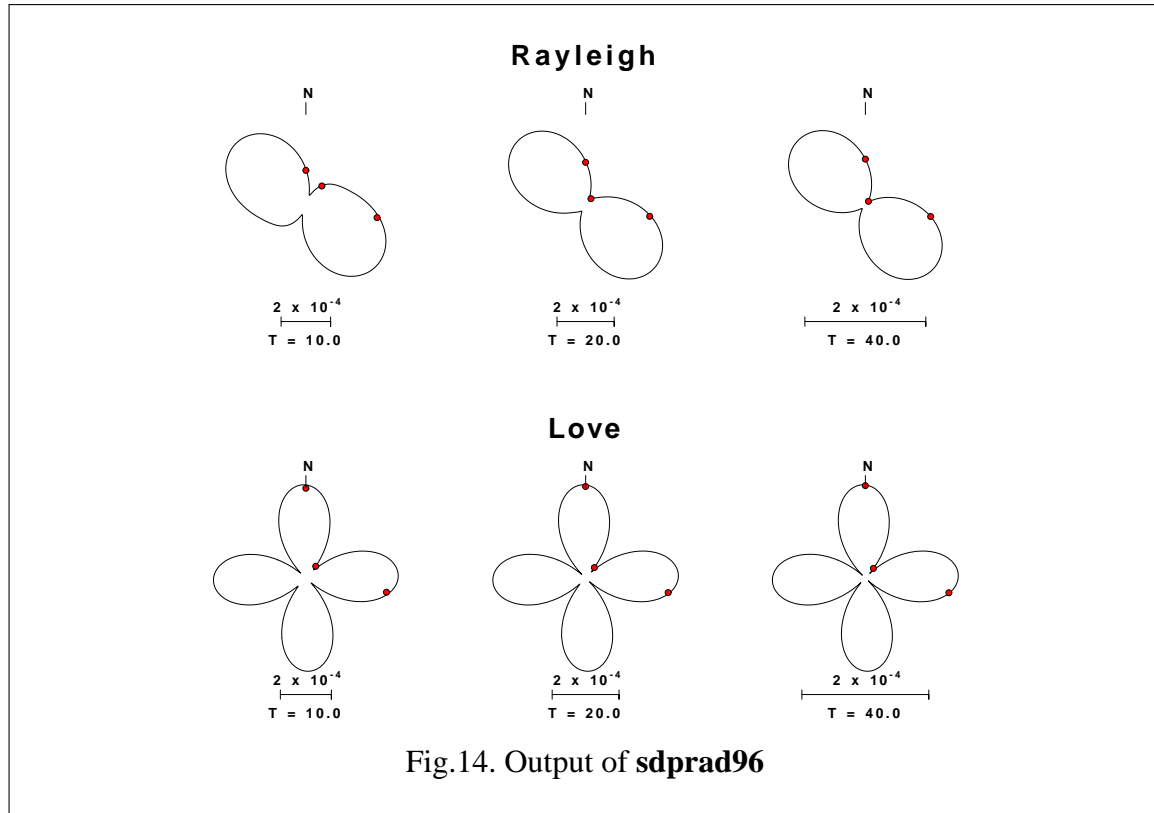 Rayleigh
N N N
2 x 10⁻⁴ 2 x 10⁻⁴ 2 x 10⁻⁴
T = 10.0 T = 20.0 T = 40.0
Love
N N N
2 x 10⁻⁴ 2 x 10⁻⁴ 2 x 10⁻⁴
T = 10.0 T = 20.0 T = 40.0
Fig.14. Output of sdprad96